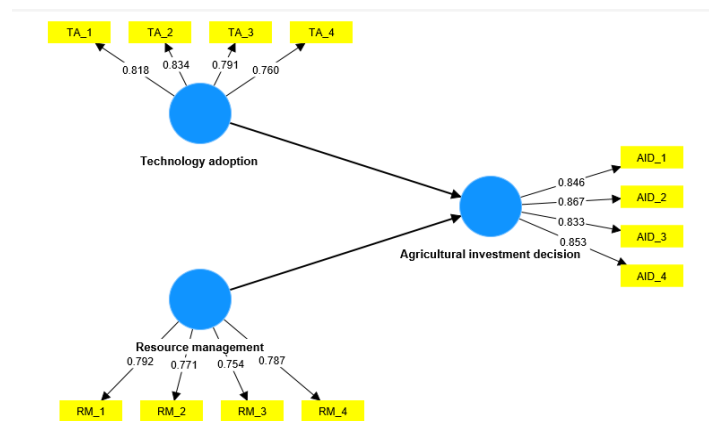 TA_1 TA_2 TA_3 TA_4
0.818 0.834 0.791 0.760
Technology adoption
AID_1
0.846
AID_2
0.867
0.833
AID_3
0.853
Agricultural investment decision
AID_4
Resource management
0.792 0.771 0.754 0.787
RM_1 RM_2 RM_3 RM_4